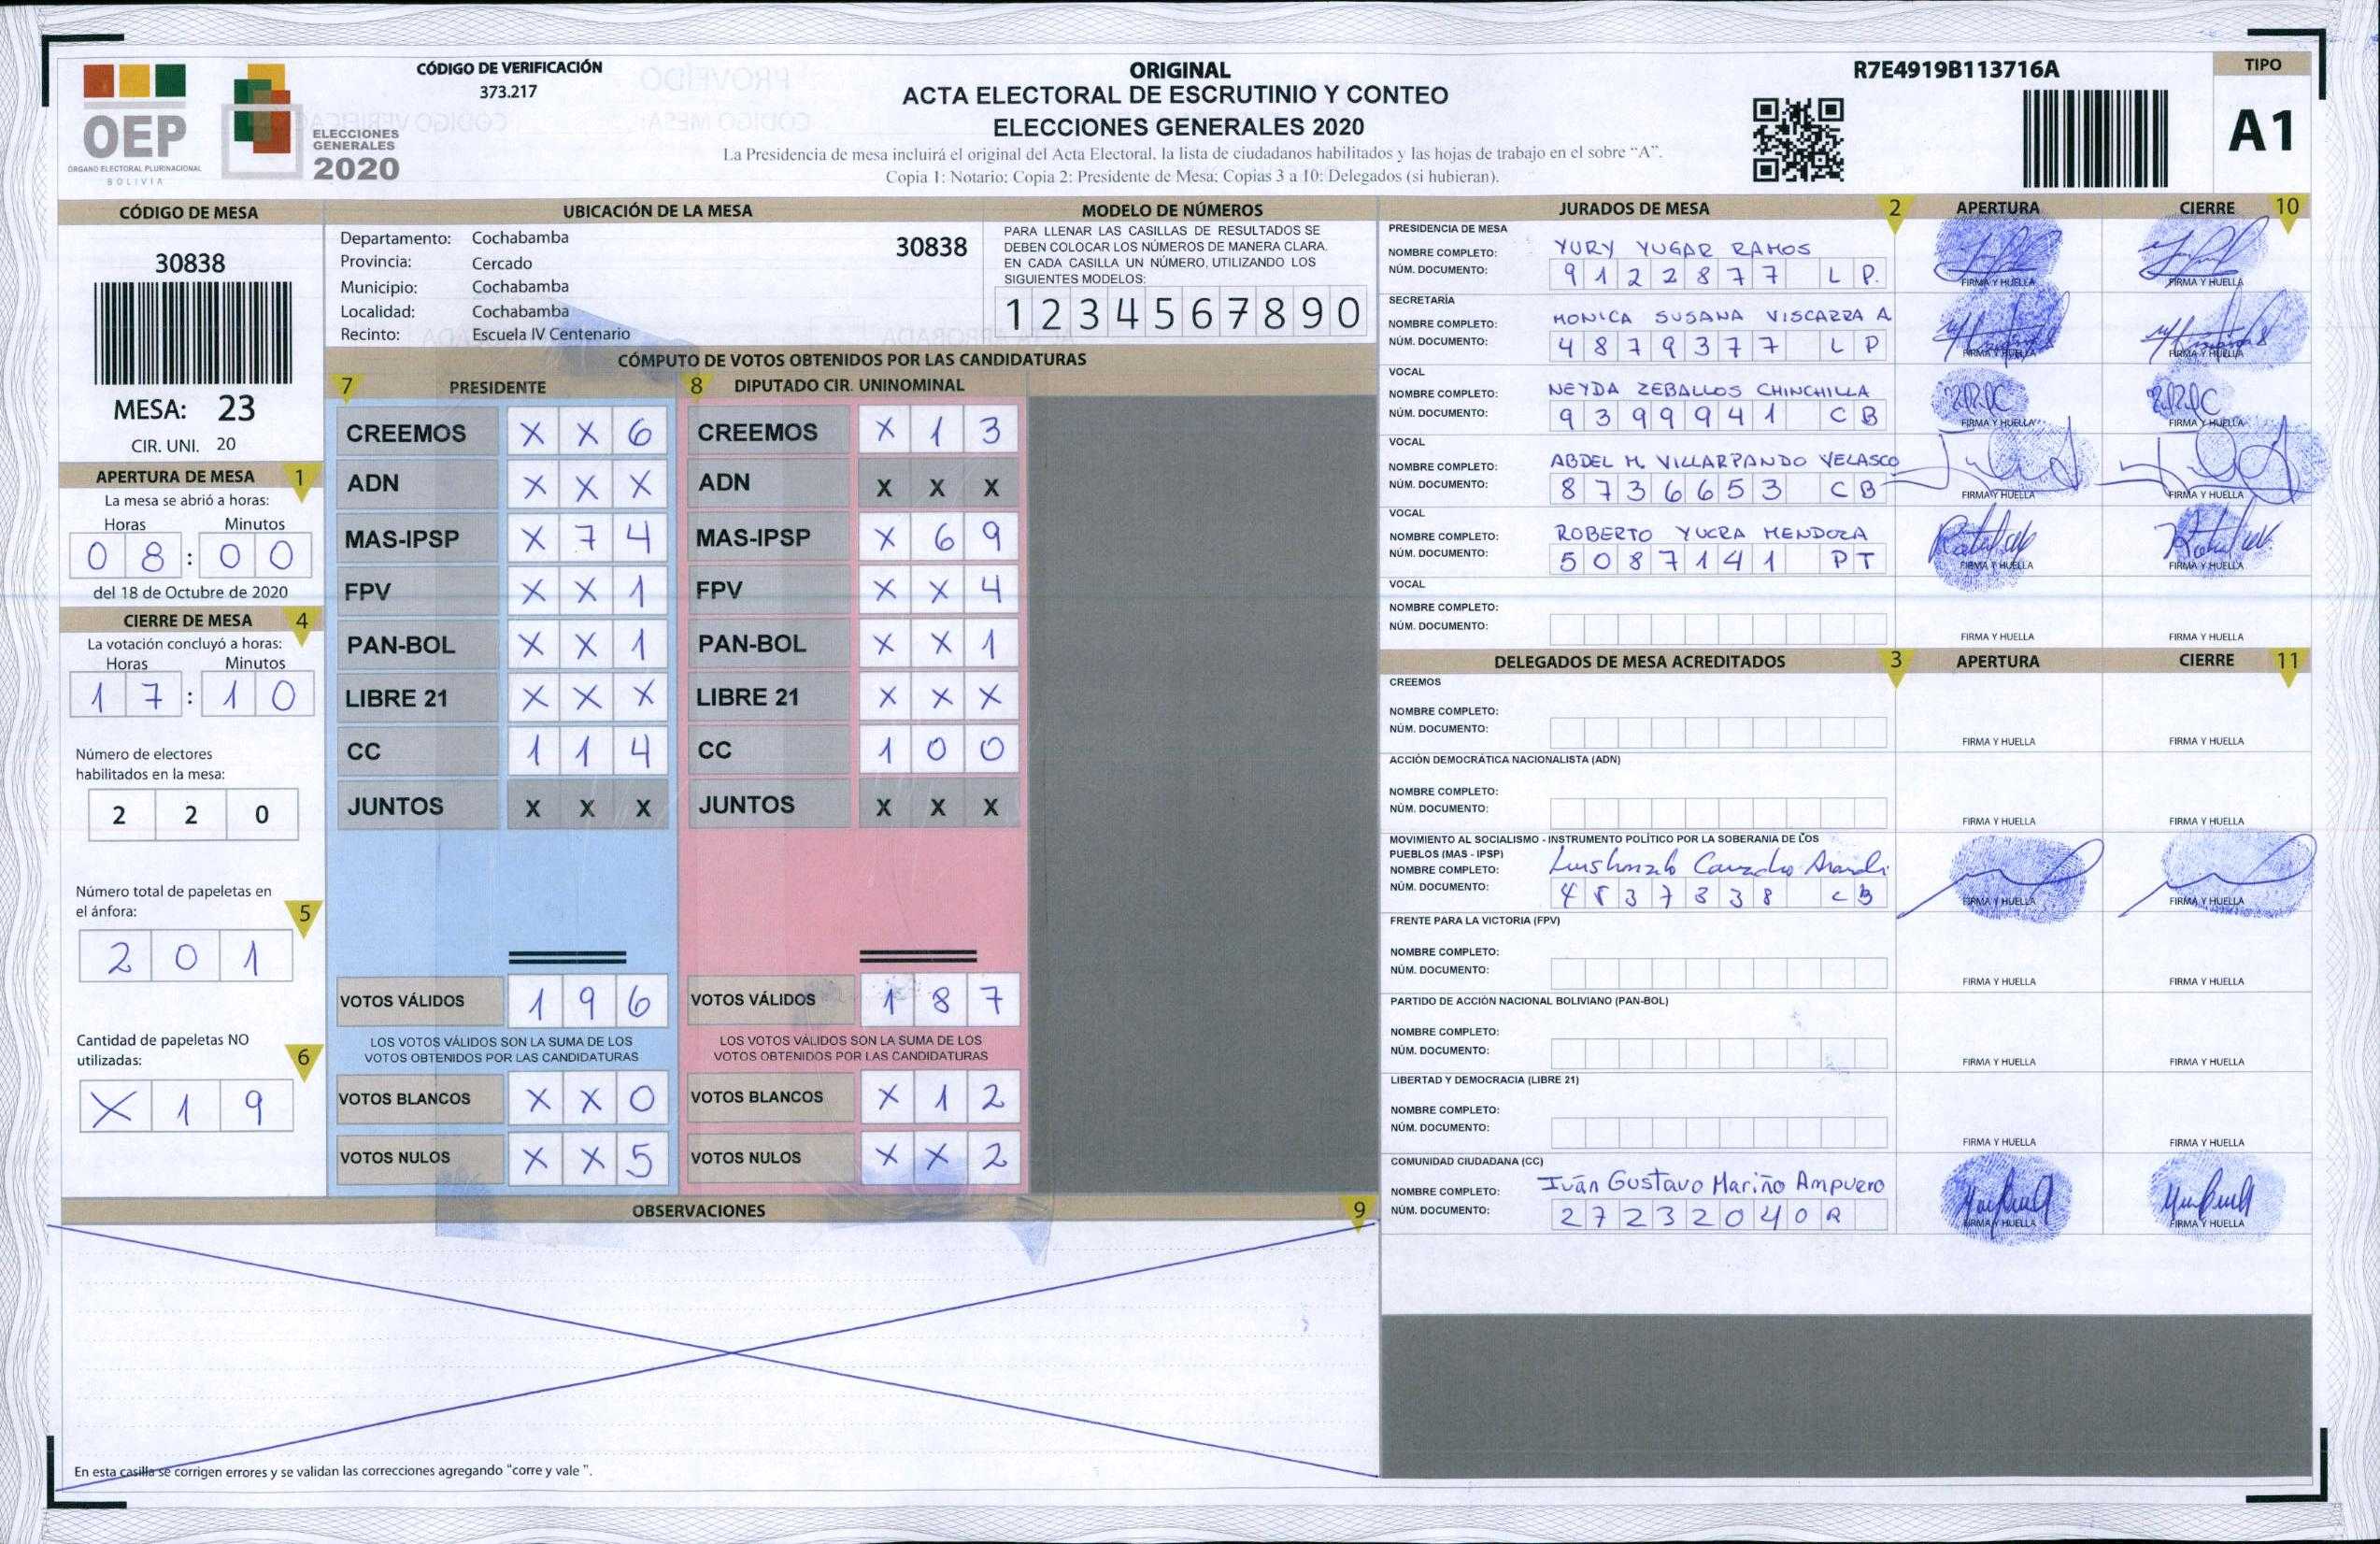 OEP
ÓRGANO ELECTORAL PLURINACIONAL
BOLIVIA
ELECCIONES
GENERALES
2020
CÓDIGO DE VERIFICACIÓN
373.217
ORIGINAL
ACTA ELECTORAL DE ESCRUTINIO Y CONTEO
ELECCIONES GENERALES 2020
La Presidencia de mesa incluirá el original del Acta Electoral, la lista de ciudadanos habilitados y las hojas de trabajo en el sobre "A".
Copia 1: Notario; Copia 2: Presidente de Mesa; Copias 3 a 10: Delegados (si hubieran).
R7E4919B113716A
TIPO
A1
CÓDIGO DE MESA
30838
MESA: 23
CIR. UNI. 20
APERTURA DE MESA 1
La mesa se abrió a horas:
Horas Minutos
0 8 : 0 0
del 18 de Octubre de 2020
CIERRE DE MESA 4
La votación concluyó a horas:
Horas Minutos
1 7 : 1 0
Número de electores
habilitados en la mesa:
2 2 0
Número total de papeletas en
el ánfora: 5
2 0 1
Cantidad de papeletas NO
utilizadas: 6
X 1 9
UBICACIÓN DE LA MESA
Departamento: Cochabamba 30838
Provincia: Cercado
Municipio: Cochabamba
Localidad: Cochabamba
Recinto: Escuela IV Centenario
MODELO DE NÚMEROS
PARA LLENAR LAS CASILLAS DE RESULTADOS SE
DEBEN COLOCAR LOS NÚMEROS DE MANERA CLARA.
EN CADA CASILLA UN NÚMERO, UTILIZANDO LOS
SIGUIENTES MODELOS:
1 2 3 4 5 6 7 8 9 0
CÓMPUTO DE VOTOS OBTENIDOS POR LAS CANDIDATURAS
7 PRESIDENTE 8 DIPUTADO CIR. UNINOMINAL
CREEMOS X X 6 CREEMOS X 1 3
ADN X X X ADN X X X
MAS-IPSP X 7 4 MAS-IPSP X 6 9
FPV X X 1 FPV X X 4
PAN-BOL X X 1 PAN-BOL X X 1
LIBRE 21 X X X LIBRE 21 X X X
CC 1 1 4 CC 1 0 0
JUNTOS X X X JUNTOS X X X
VOTOS VÁLIDOS 1 9 6 VOTOS VÁLIDOS 1 8 7
LOS VOTOS VÁLIDOS SON LA SUMA DE LOS LOS VOTOS VÁLIDOS SON LA SUMA DE LOS
VOTOS OBTENIDOS POR LAS CANDIDATURAS VOTOS OBTENIDOS POR LAS CANDIDATURAS
VOTOS BLANCOS X X 0 VOTOS BLANCOS X 1 2
VOTOS NULOS X X 5 VOTOS NULOS X X 2
OBSERVACIONES 9
En esta casilla se corrigen errores y se validan las correcciones agregando "corre y vale ".
JURADOS DE MESA 2 APERTURA CIERRE 10
PRESIDENCIA DE MESA
NOMBRE COMPLETO: YURY YUGAR RAMOS
NÚM. DOCUMENTO: 9 1 2 2 8 7 7 L P.
FIRMA Y HUELLA FIRMA Y HUELLA
SECRETARÍA
NOMBRE COMPLETO: MONICA SUSANA VISCARRA A
NÚM. DOCUMENTO: 4 8 7 9 3 7 7 L P
FIRMA Y HUELLA FIRMA Y HUELLA
VOCAL
NOMBRE COMPLETO: NEYDA ZEBALLOS CHINCHILLA
NÚM. DOCUMENTO: 9 3 9 9 9 4 1 C B
FIRMA Y HUELLA FIRMA Y HUELLA
VOCAL
NOMBRE COMPLETO: ABDEL M. VILLARPANDO VELASCO
NÚM. DOCUMENTO: 8 7 3 6 6 5 3 C B
FIRMA Y HUELLA FIRMA Y HUELLA
VOCAL
NOMBRE COMPLETO: ROBERTO YUCRA MENDOZA
NÚM. DOCUMENTO: 5 0 8 7 1 4 1 P T
FIRMA Y HUELLA FIRMA Y HUELLA
VOCAL
NOMBRE COMPLETO:
NÚM. DOCUMENTO:
FIRMA Y HUELLA FIRMA Y HUELLA
DELEGADOS DE MESA ACREDITADOS 3 APERTURA CIERRE 11
CREEMOS
NOMBRE COMPLETO:
NÚM. DOCUMENTO:
FIRMA Y HUELLA FIRMA Y HUELLA
ACCIÓN DEMOCRÁTICA NACIONALISTA (ADN)
NOMBRE COMPLETO:
NÚM. DOCUMENTO:
FIRMA Y HUELLA FIRMA Y HUELLA
MOVIMIENTO AL SOCIALISMO - INSTRUMENTO POLÍTICO POR LA SOBERANIA DE LOS
PUEBLOS (MAS - IPSP)
NOMBRE COMPLETO:
NÚM. DOCUMENTO: C B
FIRMA Y HUELLA FIRMA Y HUELLA
FRENTE PARA LA VICTORIA (FPV)
NOMBRE COMPLETO:
NÚM. DOCUMENTO:
FIRMA Y HUELLA FIRMA Y HUELLA
PARTIDO DE ACCIÓN NACIONAL BOLIVIANO (PAN-BOL)
NOMBRE COMPLETO:
NÚM. DOCUMENTO:
FIRMA Y HUELLA FIRMA Y HUELLA
LIBERTAD Y DEMOCRACIA (LIBRE 21)
NOMBRE COMPLETO:
NÚM. DOCUMENTO:
FIRMA Y HUELLA FIRMA Y HUELLA
COMUNIDAD CIUDADANA (CC)
NOMBRE COMPLETO: Iván Gustavo Mariño Ampuero
NÚM. DOCUMENTO: 2 7 2 3 2 0 4 0 R
FIRMA Y HUELLA FIRMA Y HUELLA